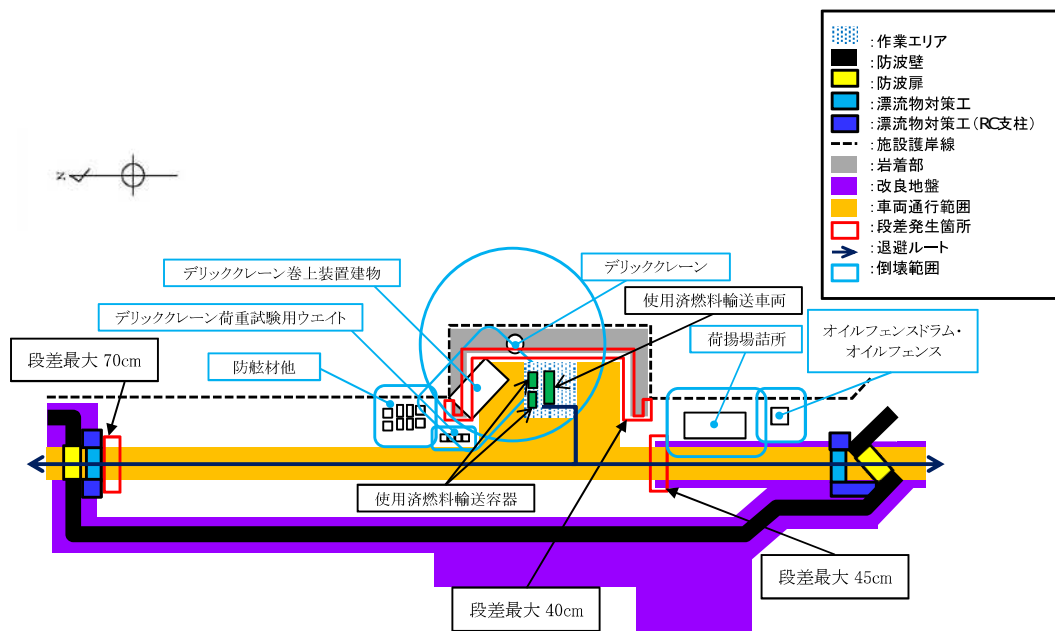 :作業エリア
:防波壁
:防波扉
:漂流物対策工
:漂流物対策工(RC支柱)
:施設護岸線
:岩着部
:改良地盤
:車両通行範囲
:段差発生箇所
:退避ルート
:倒壊範囲
N
デリッククレーン巻上装置建物
デリッククレーン
使用済燃料輸送車両
デリッククレーン荷重試験用ウエイト
荷揚場詰所
オイルフェンスドラム・
オイルフェンス
段差最大 70cm
防舷材他
使用済燃料輸送容器
段差最大 40cm
段差最大 45cm